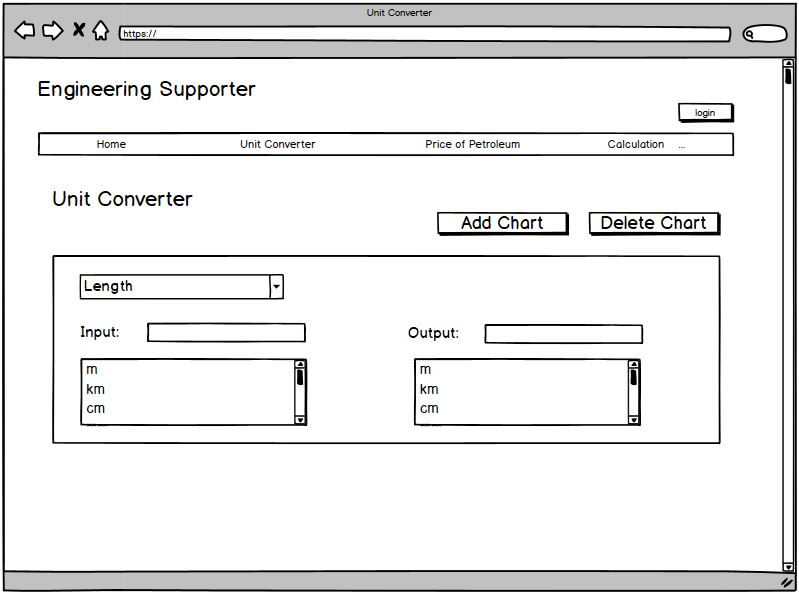 Unit Converter
https://
Engineering Supporter
login
Home Unit Converter Price of Petroleum Calculation ...
Unit Converter
Add Chart Delete Chart
Length
Input: Output:
m m
km km
cm cm